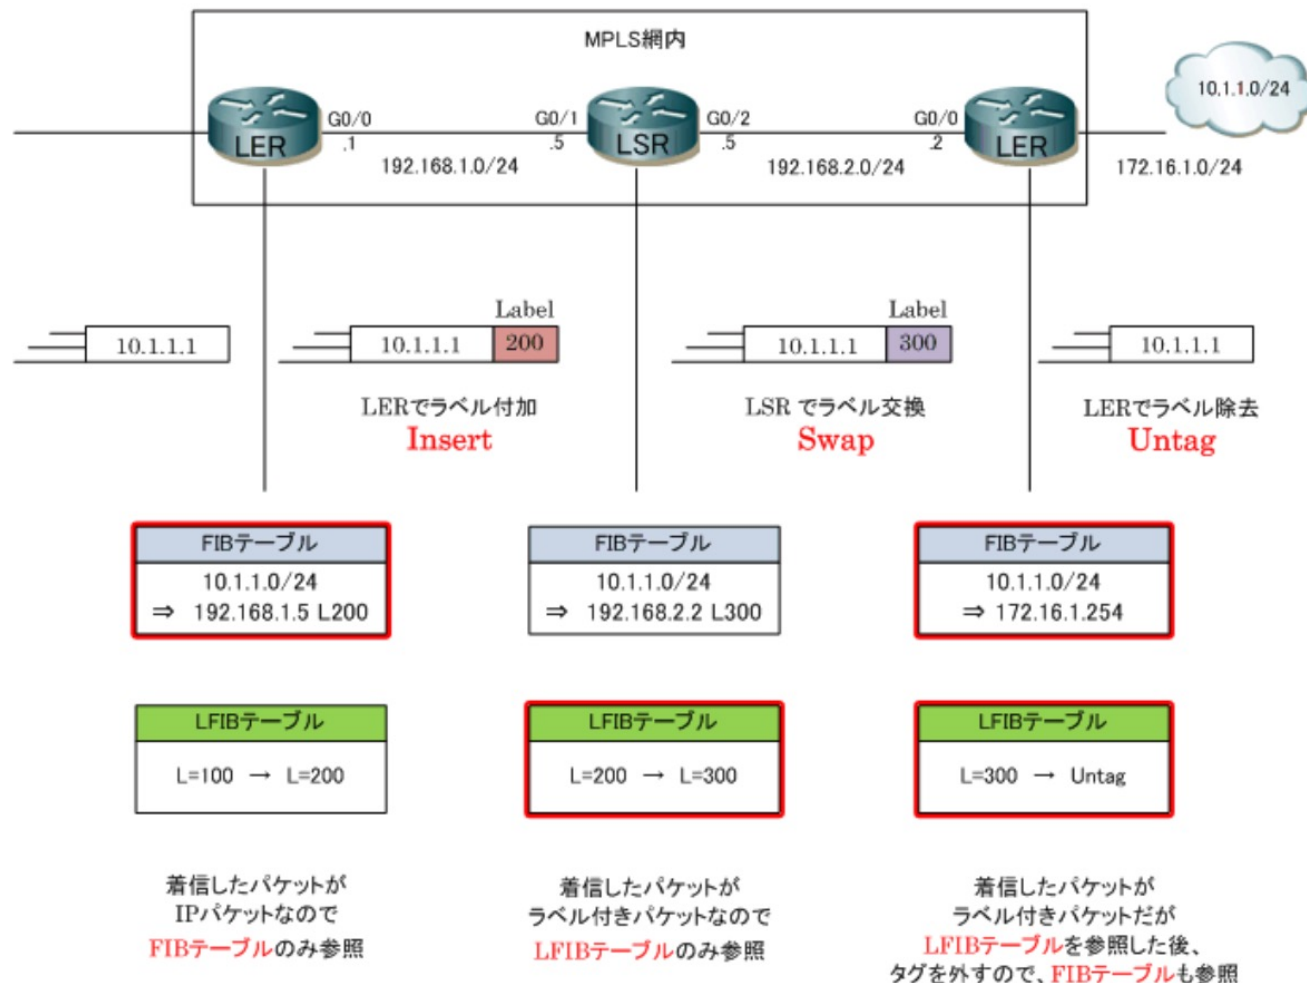 MPLS網内
10.1.1.0/24
LER
G0/0
.1
192.168.1.0/24
G0/1
.5
LSR
G0/2
.5
192.168.2.0/24
G0/0
.2
LER
172.16.1.0/24
10.1.1.1
Label
10.1.1.1 200
Label
10.1.1.1 300
10.1.1.1
LERでラベル付加
Insert
LSR でラベル交換
Swap
LERでラベル除去
Untag
FIBテーブル
10.1.1.0/24
⇒ 192.168.1.5 L200
FIBテーブル
10.1.1.0/24
⇒ 192.168.2.2 L300
FIBテーブル
10.1.1.0/24
⇒ 172.16.1.254
LFIBテーブル
L=100 → L=200
LFIBテーブル
L=200 → L=300
LFIBテーブル
L=300 → Untag
着信したパケットが
IPパケットなので
FIBテーブルのみ参照
着信したパケットが
ラベル付きパケットなので
LFIBテーブルのみ参照
着信したパケットが
ラベル付きパケットだが
LFIBテーブルを参照した後、
タグを外すので、FIBテーブルも参照